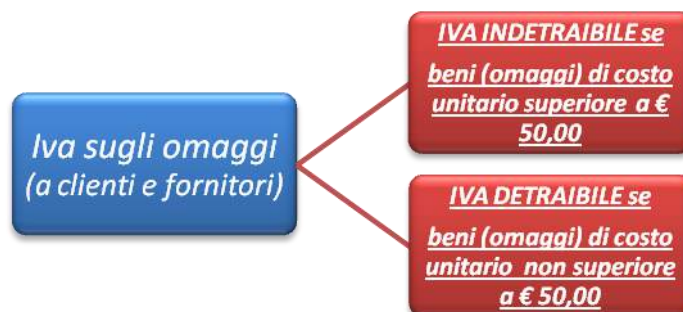 Iva sugli omaggi
(a clienti e fornitori)
IVA INDETRAIBILE se
beni (omaggi) di costo
unitario superiore a €
50,00
IVA DETRAIBILE se
beni (omaggi) di costo
unitario non superiore
a € 50,00